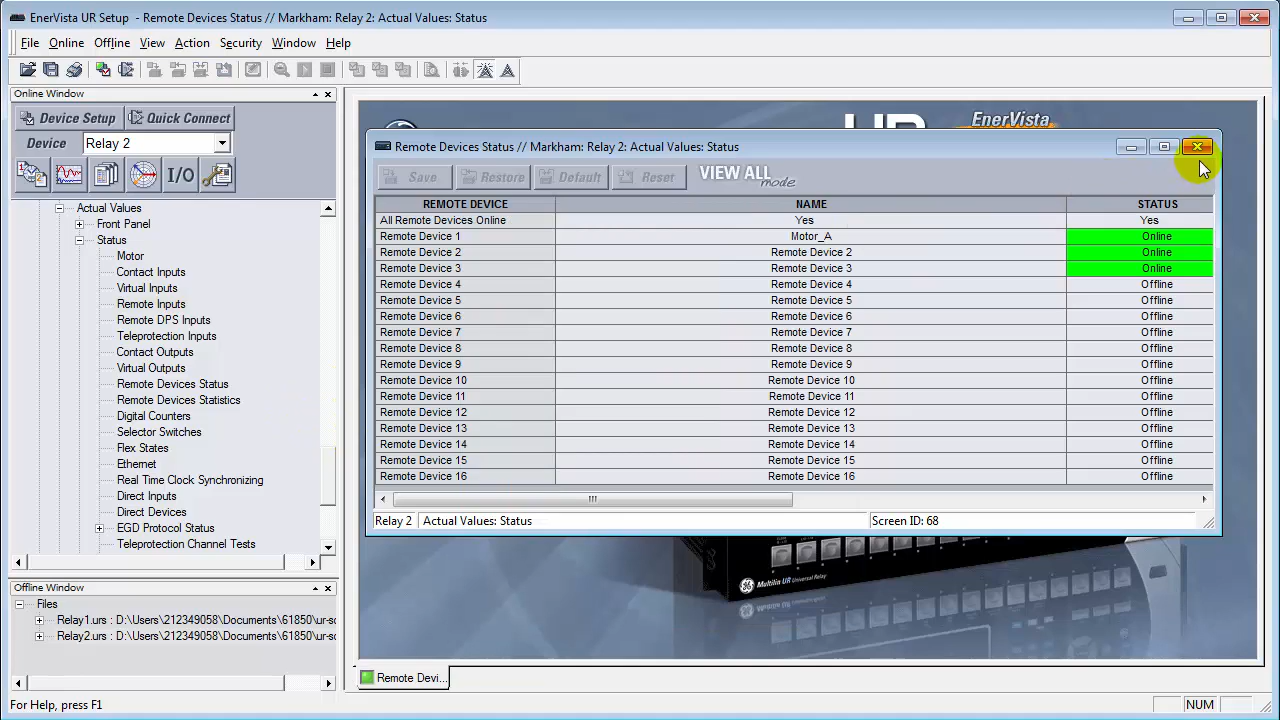 EnerVista UR Setup - Remote Devices Status // Markham: Relay 2: Actual Values: Status
File Online Offline View Action Security Window Help
Online Window
Device Setup Quick Connect
Device Relay 2
I/O
Actual Values
Front Panel
Status
Motor
Contact Inputs
Virtual Inputs
Remote Inputs
Remote DPS Inputs
Teleprotection Inputs
Contact Outputs
Virtual Outputs
Remote Devices Status
Remote Devices Statistics
Digital Counters
Selector Switches
Flex States
Ethernet
Real Time Clock Synchronizing
Direct Inputs
Direct Devices
EGD Protocol Status
Teleprotection Channel Tests
Offline Window
Files
Relay1.urs : D:\Users\212349058\Documents\61850\ur-sc
Relay2.urs : D:\Users\212349058\Documents\61850\ur-sc
UR EnerVista
Remote Devices Status // Markham: Relay 2: Actual Values: Status
Save Restore Default Reset VIEW ALL mode
REMOTE DEVICE NAME STATUS
All Remote Devices Online Yes Yes
Remote Device 1 Motor_A Online
Remote Device 2 Remote Device 2 Online
Remote Device 3 Remote Device 3 Online
Remote Device 4 Remote Device 4 Offline
Remote Device 5 Remote Device 5 Offline
Remote Device 6 Remote Device 6 Offline
Remote Device 7 Remote Device 7 Offline
Remote Device 8 Remote Device 8 Offline
Remote Device 9 Remote Device 9 Offline
Remote Device 10 Remote Device 10 Offline
Remote Device 11 Remote Device 11 Offline
Remote Device 12 Remote Device 12 Offline
Remote Device 13 Remote Device 13 Offline
Remote Device 14 Remote Device 14 Offline
Remote Device 15 Remote Device 15 Offline
Remote Device 16 Remote Device 16 Offline
Relay 2 Actual Values: Status Screen ID: 68
Multilin UR Universal Relay
Remote Devi...
For Help, press F1 NUM